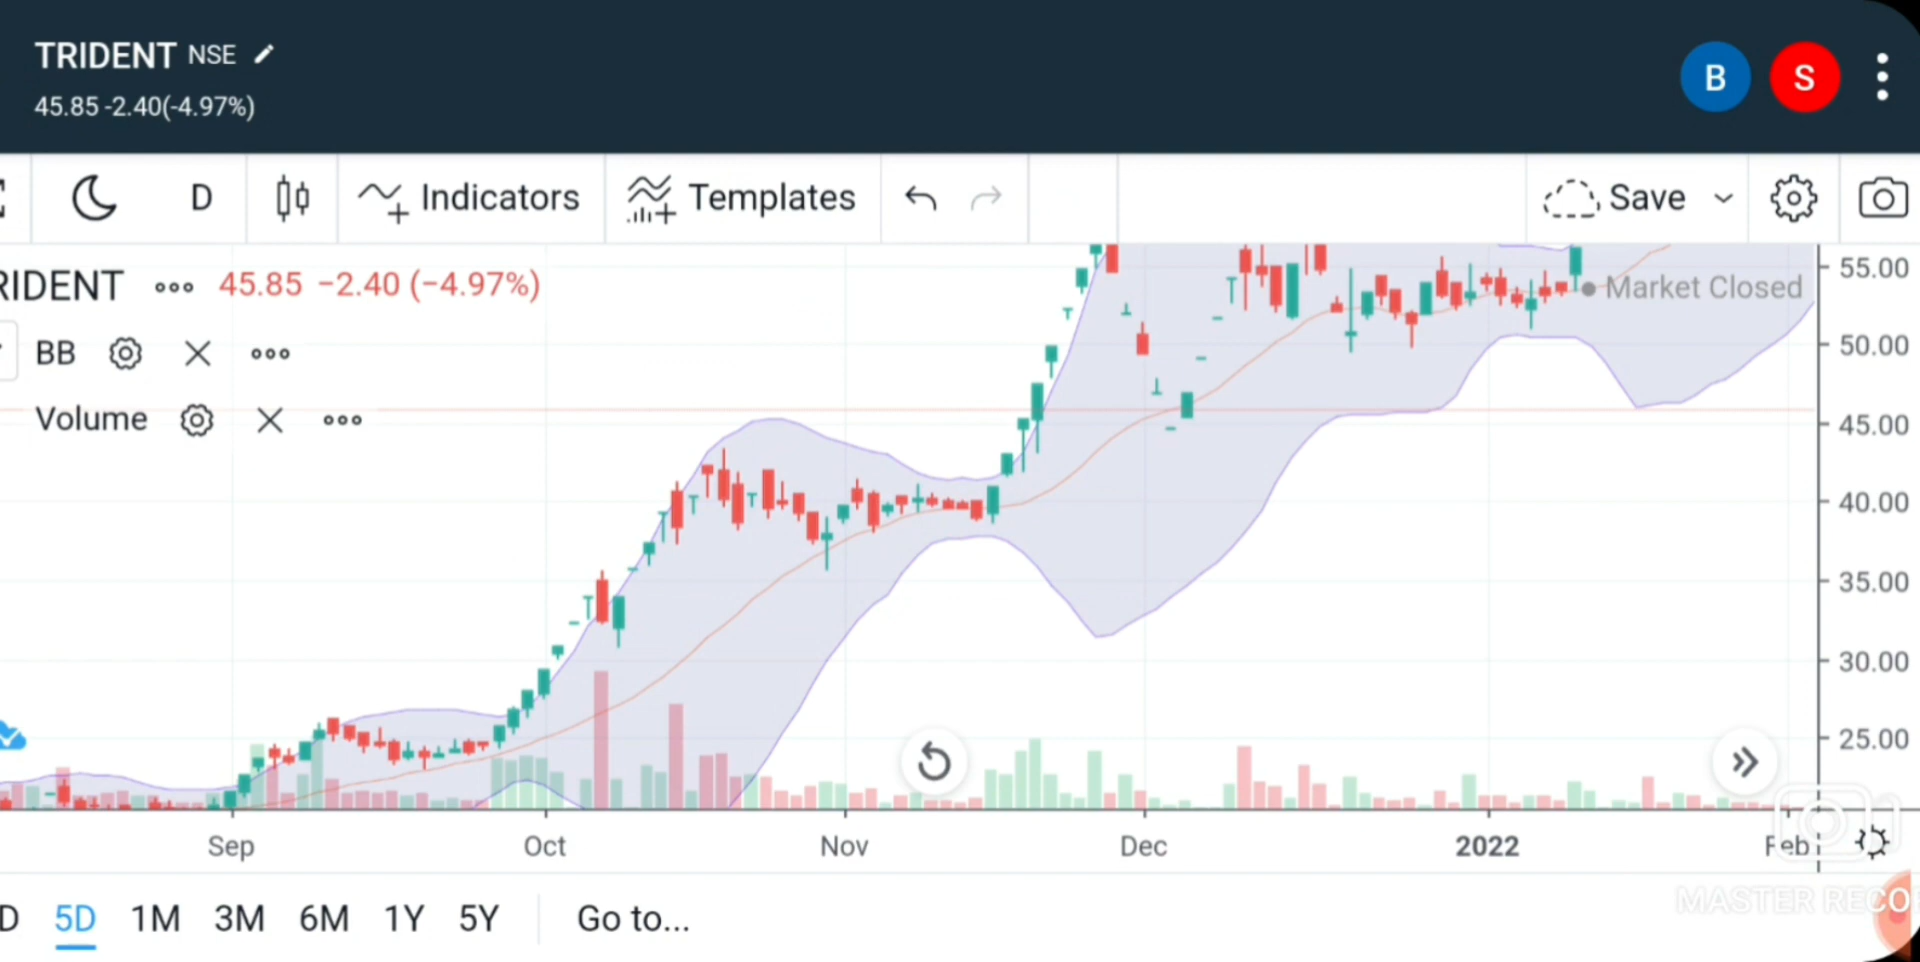 TRIDENT NSE
45.85 -2.40(-4.97%)
B S
D Indicators Templates Save
RIDENT 45.85 −2.40 (−4.97%)
BB
Volume
Market Closed
55.00
50.00
45.00
40.00
35.00
30.00
25.00
Sep Oct Nov Dec 2022 Feb
D 5D 1M 3M 6M 1Y 5Y Go to...
MASTER RECO